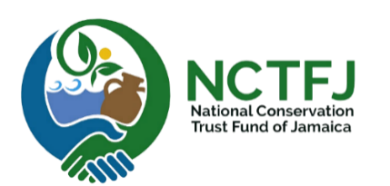 NCTFJ
National Conservation
Trust Fund of Jamaica